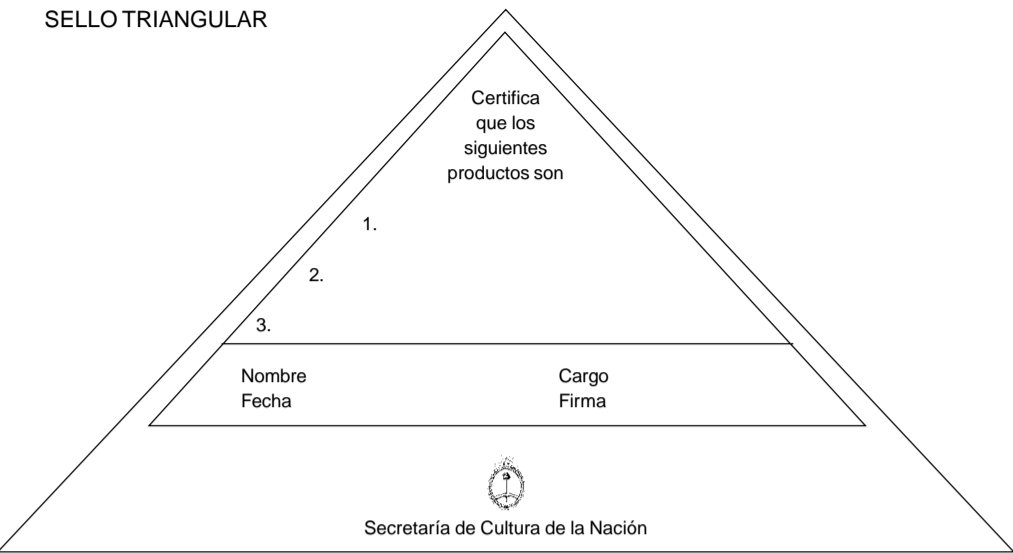 SELLO TRIANGULAR
Certifica
que los
siguientes
productos son
1.
2.
3.
Nombre Cargo
Fecha Firma
Secretaría de Cultura de la Nación